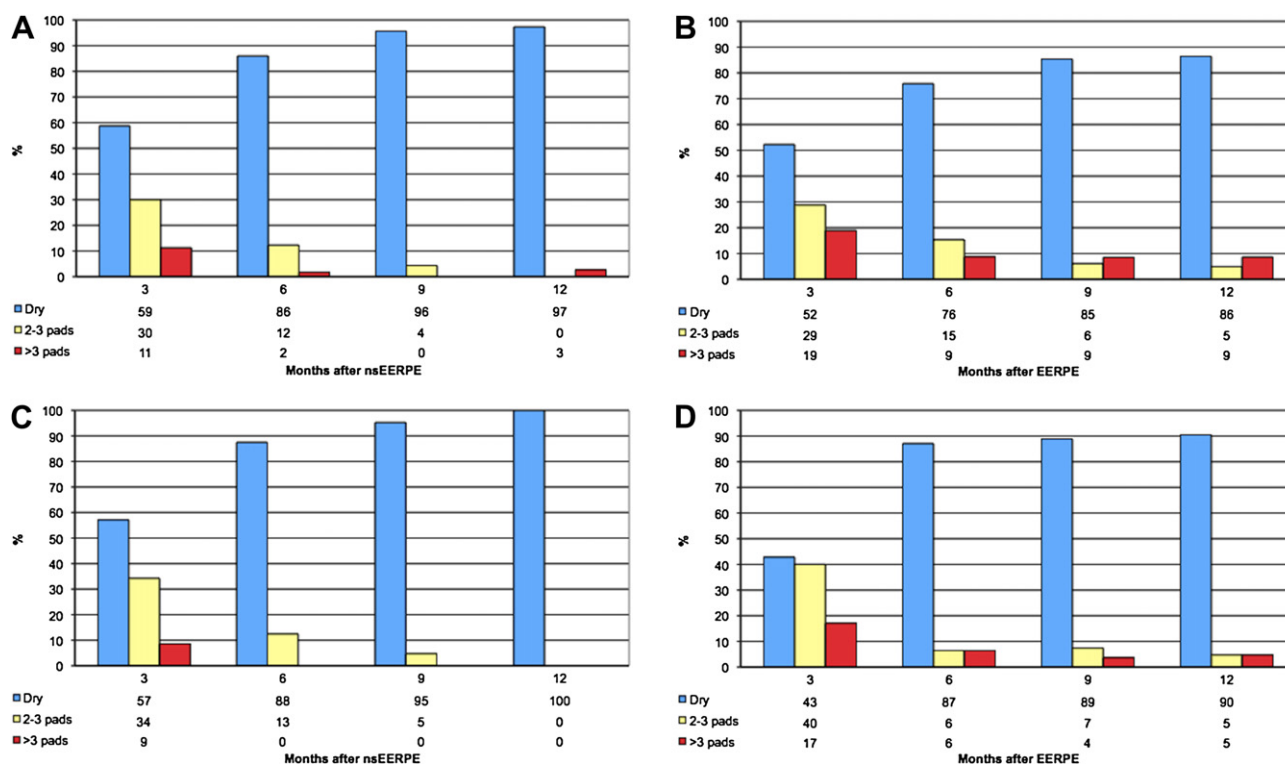 A
100
90
80
70
60
50
40
30
20
10
0
%
3 6 9 12
Dry 59 86 96 97
2-3 pads 30 12 4 0
>3 pads 11 2 0 3
Months after nsEERPE
B
100
90
80
70
60
50
40
30
20
10
0
%
3 6 9 12
Dry 52 76 85 86
2-3 pads 29 15 6 5
>3 pads 19 9 9 9
Months after EERPE
C
100
90
80
70
60
50
40
30
20
10
0
%
3 6 9 12
Dry 57 88 95 100
2-3 pads 34 13 5 0
>3 pads 9 0 0 0
Months after nsEERPE
D
100
90
80
70
60
50
40
30
20
10
0
%
3 6 9 12
Dry 43 87 89 90
2-3 pads 40 6 7 5
>3 pads 17 6 4 5
Months after EERPE